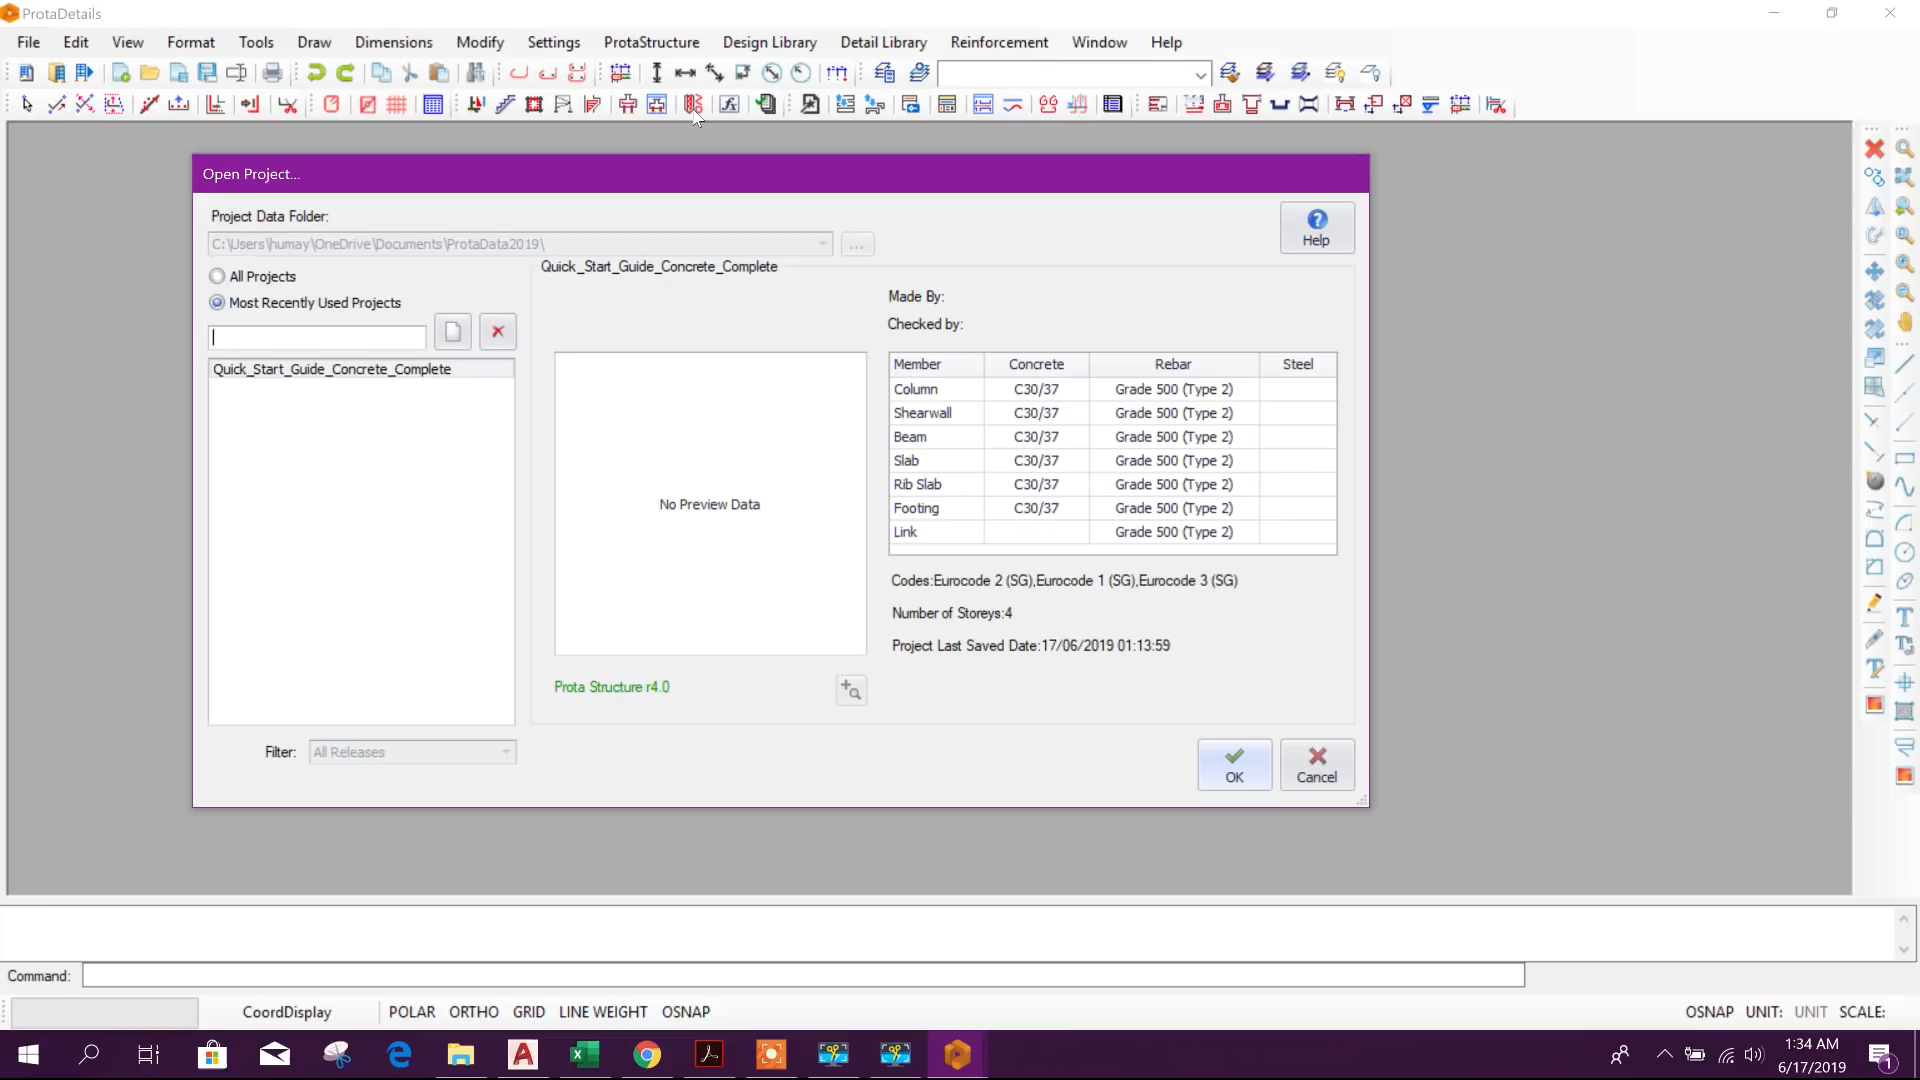 ProtaDetails
File Edit View Format Tools Draw Dimensions Modify Settings ProtaStructure Design Library Detail Library Reinforcement Window Help
Open Project...
Project Data Folder:
C:\Users\humay\OneDrive\Documents\ProtaData2019\
...
Help
All Projects
Most Recently Used Projects
Quick_Start_Guide_Concrete_Complete
Filter: All Releases
Quick_Start_Guide_Concrete_Complete
No Preview Data
Prota Structure r4.0
Made By:
Checked by:
Member Concrete Rebar Steel
Column C30/37 Grade 500 (Type 2)
Shearwall C30/37 Grade 500 (Type 2)
Beam C30/37 Grade 500 (Type 2)
Slab C30/37 Grade 500 (Type 2)
Rib Slab C30/37 Grade 500 (Type 2)
Footing C30/37 Grade 500 (Type 2)
Link Grade 500 (Type 2)
Codes:Eurocode 2 (SG),Eurocode 1 (SG),Eurocode 3 (SG)
Number of Storeys:4
Project Last Saved Date:17/06/2019 01:13:59
OK Cancel
Command:
CoordDisplay POLAR ORTHO GRID LINE WEIGHT OSNAP OSNAP UNIT: UNIT SCALE:
1:34 AM
6/17/2019
1